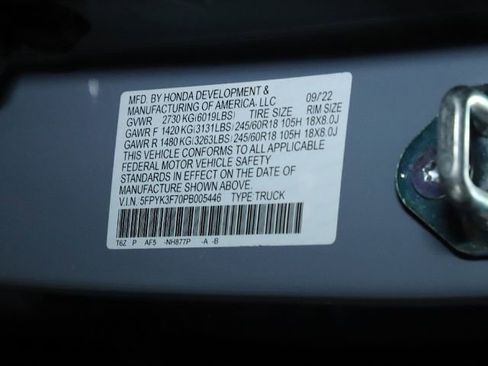 MFD. BY HONDA DEVELOPMENT & 09/22
MANUFACTURING OF AMERICA, LLC
GVWR 2730 KG(6019LBS) TIRE SIZE RIM SIZE
GAWR F 1420 KG(3131LBS) 245/60R18 105H 18X8.0J
GAWR R 1480 KG(3263LBS) 245/60R18 105H 18X8.0J
THIS VEHICLE CONFORMS TO ALL APPLICABLE
FEDERAL MOTOR VEHICLE SAFETY
STANDARDS IN EFFECT ON THE DATE OF
MANUFACTURE SHOWN ABOVE.
V.I.N. 5FPYK3F70PB005446 TYPE:TRUCK
T6Z P AF5 -NH877P -A -B